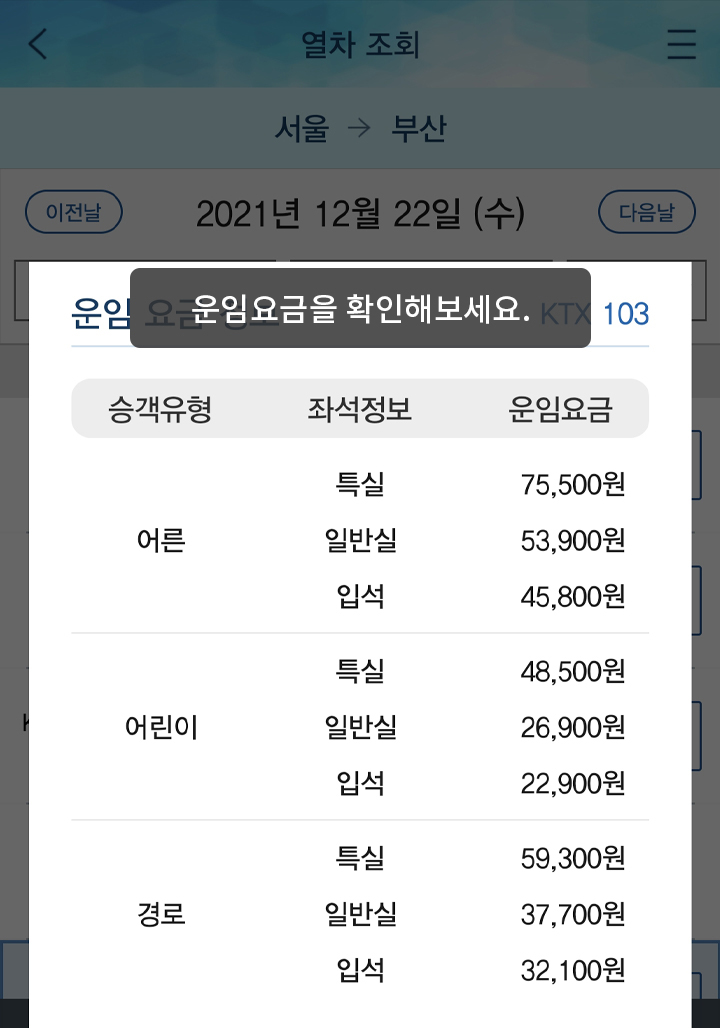 열차 조회
서울 → 부산
이전날 2021년 12월 22일 (수) 다음날
운임 요금 정보 KTX 103
운임요금을 확인해보세요.
승객유형 좌석정보 운임요금
특실 75,500원
어른 일반실 53,900원
입석 45,800원
특실 48,500원
어린이 일반실 26,900원
입석 22,900원
특실 59,300원
경로 일반실 37,700원
입석 32,100원